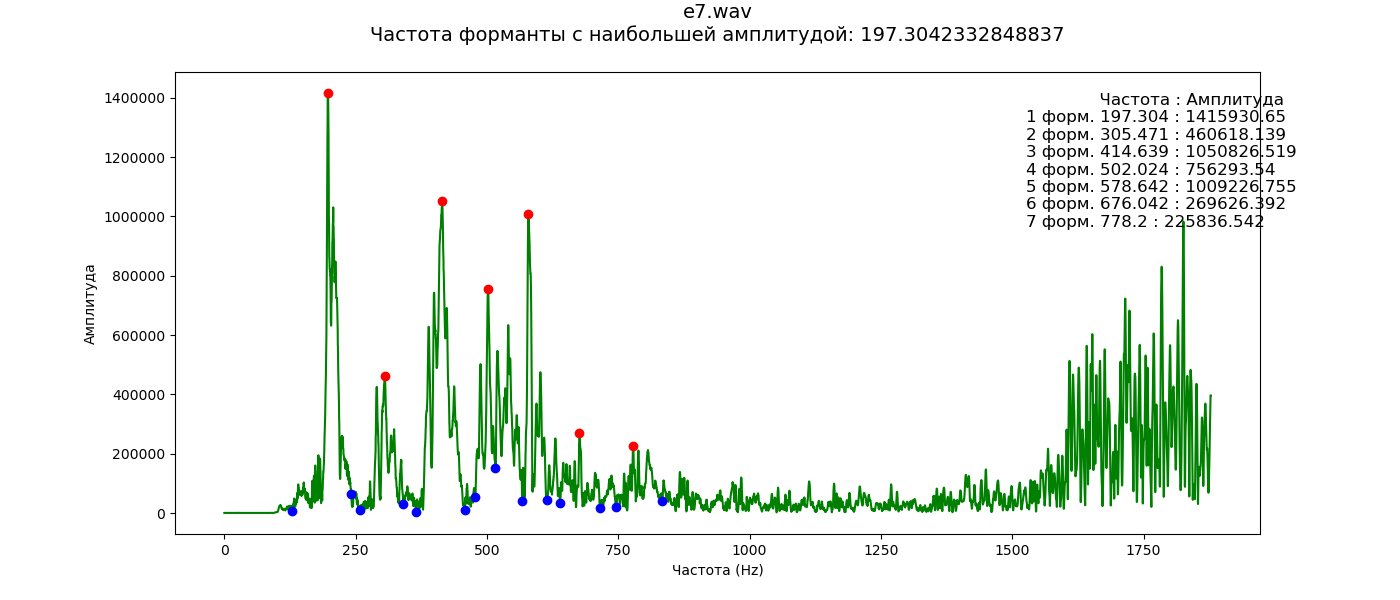 e7.wav
Частота форманты с наибольшей амплитудой: 197.3042332848837
Частота : Амплитуда
1 форм. 197.304 : 1415930.65
2 форм. 305.471 : 460618.139
3 форм. 414.639 : 1050826.519
4 форм. 502.024 : 756293.54
5 форм. 578.642 : 1009226.755
6 форм. 676.042 : 269626.392
7 форм. 778.2 : 225836.542
Амплитуда
1400000
1200000
1000000
800000
600000
400000
200000
0
0 250 500 750 1000 1250 1500 1750
Частота (Hz)